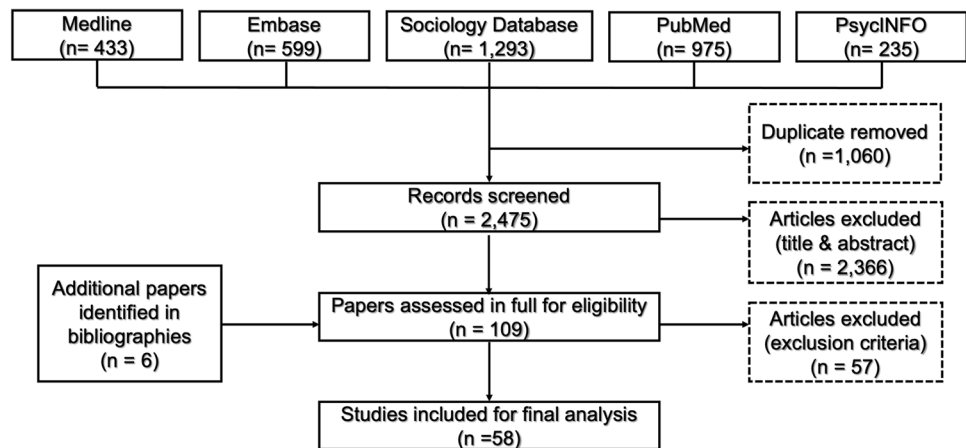 Medline
(n= 433)
Embase
(n= 599)
Sociology Database
(n= 1,293)
PubMed
(n= 975)
PsycINFO
(n= 235)
Duplicate removed
(n =1,060)
Records screened
(n = 2,475)
Articles excluded
(title & abstract)
(n = 2,366)
Additional papers
identified in
bibliographies
(n = 6)
Papers assessed in full for eligibility
(n = 109)
Articles excluded
(exclusion criteria)
(n = 57)
Studies included for final analysis
(n =58)